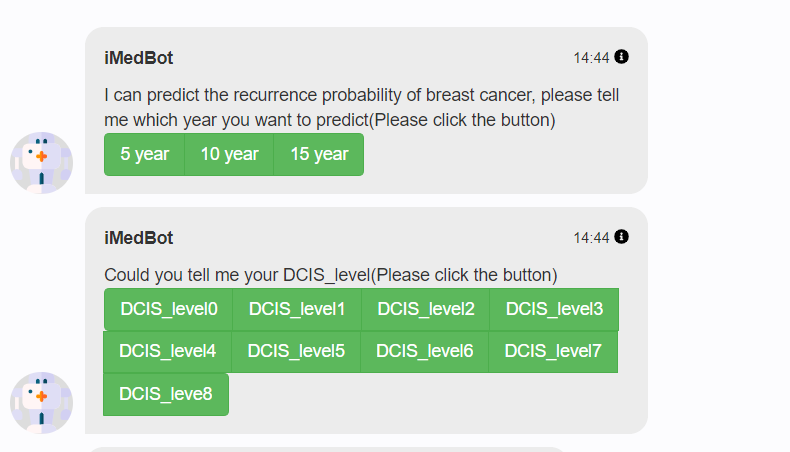 iMedBot 14:44
I can predict the recurrence probability of breast cancer, please tell
me which year you want to predict(Please click the button)
5 year 10 year 15 year
iMedBot 14:44
Could you tell me your DCIS_level(Please click the button)
DCIS_level0 DCIS_level1 DCIS_level2 DCIS_level3
DCIS_level4 DCIS_level5 DCIS_level6 DCIS_level7
DCIS_leve8